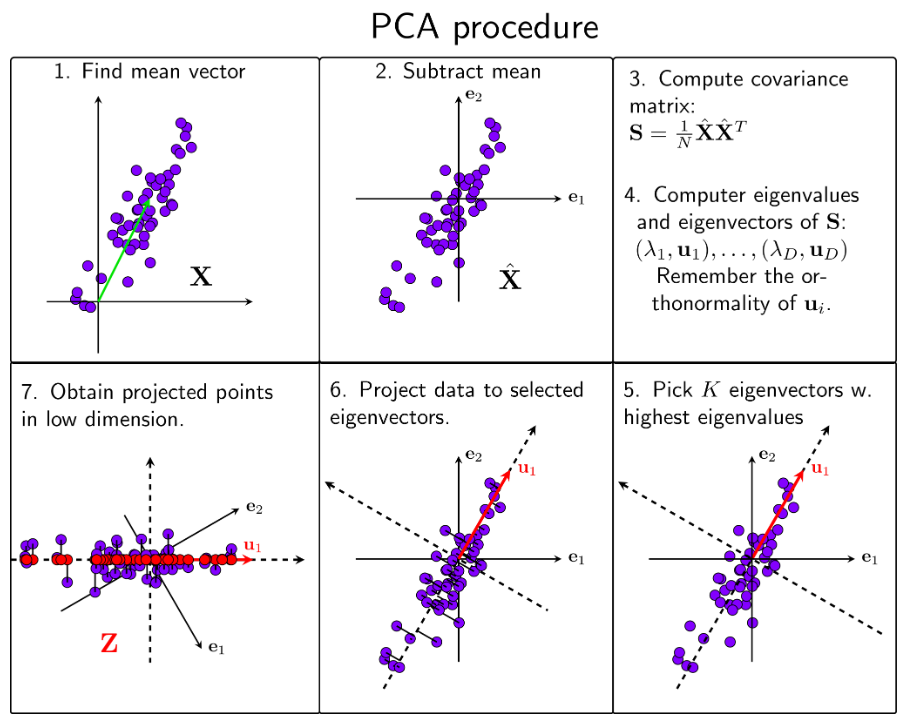 PCA procedure
1. Find mean vector
X
2. Subtract mean
e₂
e₁
X̂
3. Compute covariance
matrix:
S = 1/N X̂X̂ᵀ
4. Computer eigenvalues
and eigenvectors of S:
(λ₁, u₁), . . . , (λ_D, u_D)
Remember the or-
thonormality of uᵢ.
7. Obtain projected points
in low dimension.
e₂
u₁
Z
e₁
6. Project data to selected
eigenvectors.
e₂
u₁
e₁
5. Pick K eigenvectors w.
highest eigenvalues
e₂
u₁
e₁